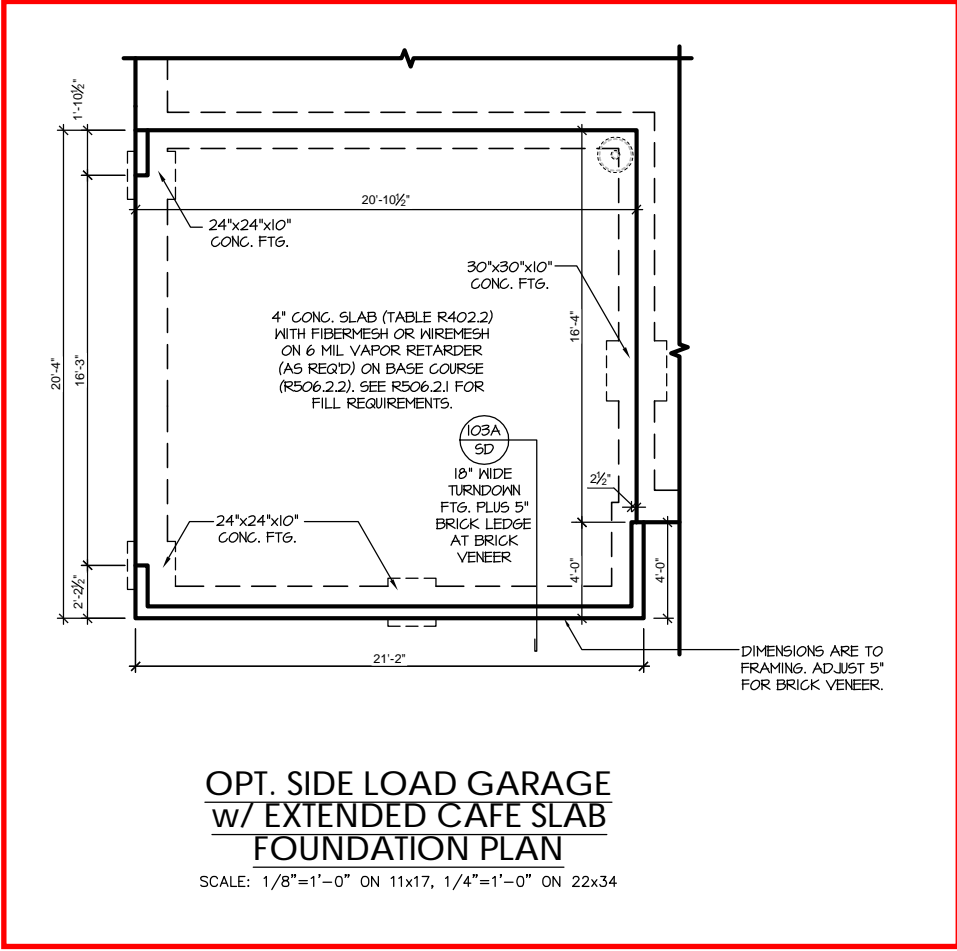 1'-10½"
20'-10½"
24"x24"x10"
CONC. FTG.
30"x30"x10"
CONC. FTG.
4" CONC. SLAB (TABLE R402.2)
WITH FIBERMESH OR WIREMESH
ON 6 MIL VAPOR RETARDER
(AS REQ'D) ON BASE COURSE
(R506.2.2). SEE R506.2.1 FOR
FILL REQUIREMENTS.
16'-4"
20'-4"
16'-3"
103A
SD
18" WIDE
TURNDOWN
FTG. PLUS 5"
BRICK LEDGE
AT BRICK
VENEER
2½"
24"x24"x10"
CONC. FTG.
2'-2½"
4'-0"
4'-0"
21'-2"
DIMENSIONS ARE TO
FRAMING. ADJUST 5"
FOR BRICK VENEER.
OPT. SIDE LOAD GARAGE
w/ EXTENDED CAFE SLAB
FOUNDATION PLAN
SCALE: 1/8"=1'-0" ON 11x17, 1/4"=1'-0" ON 22x34